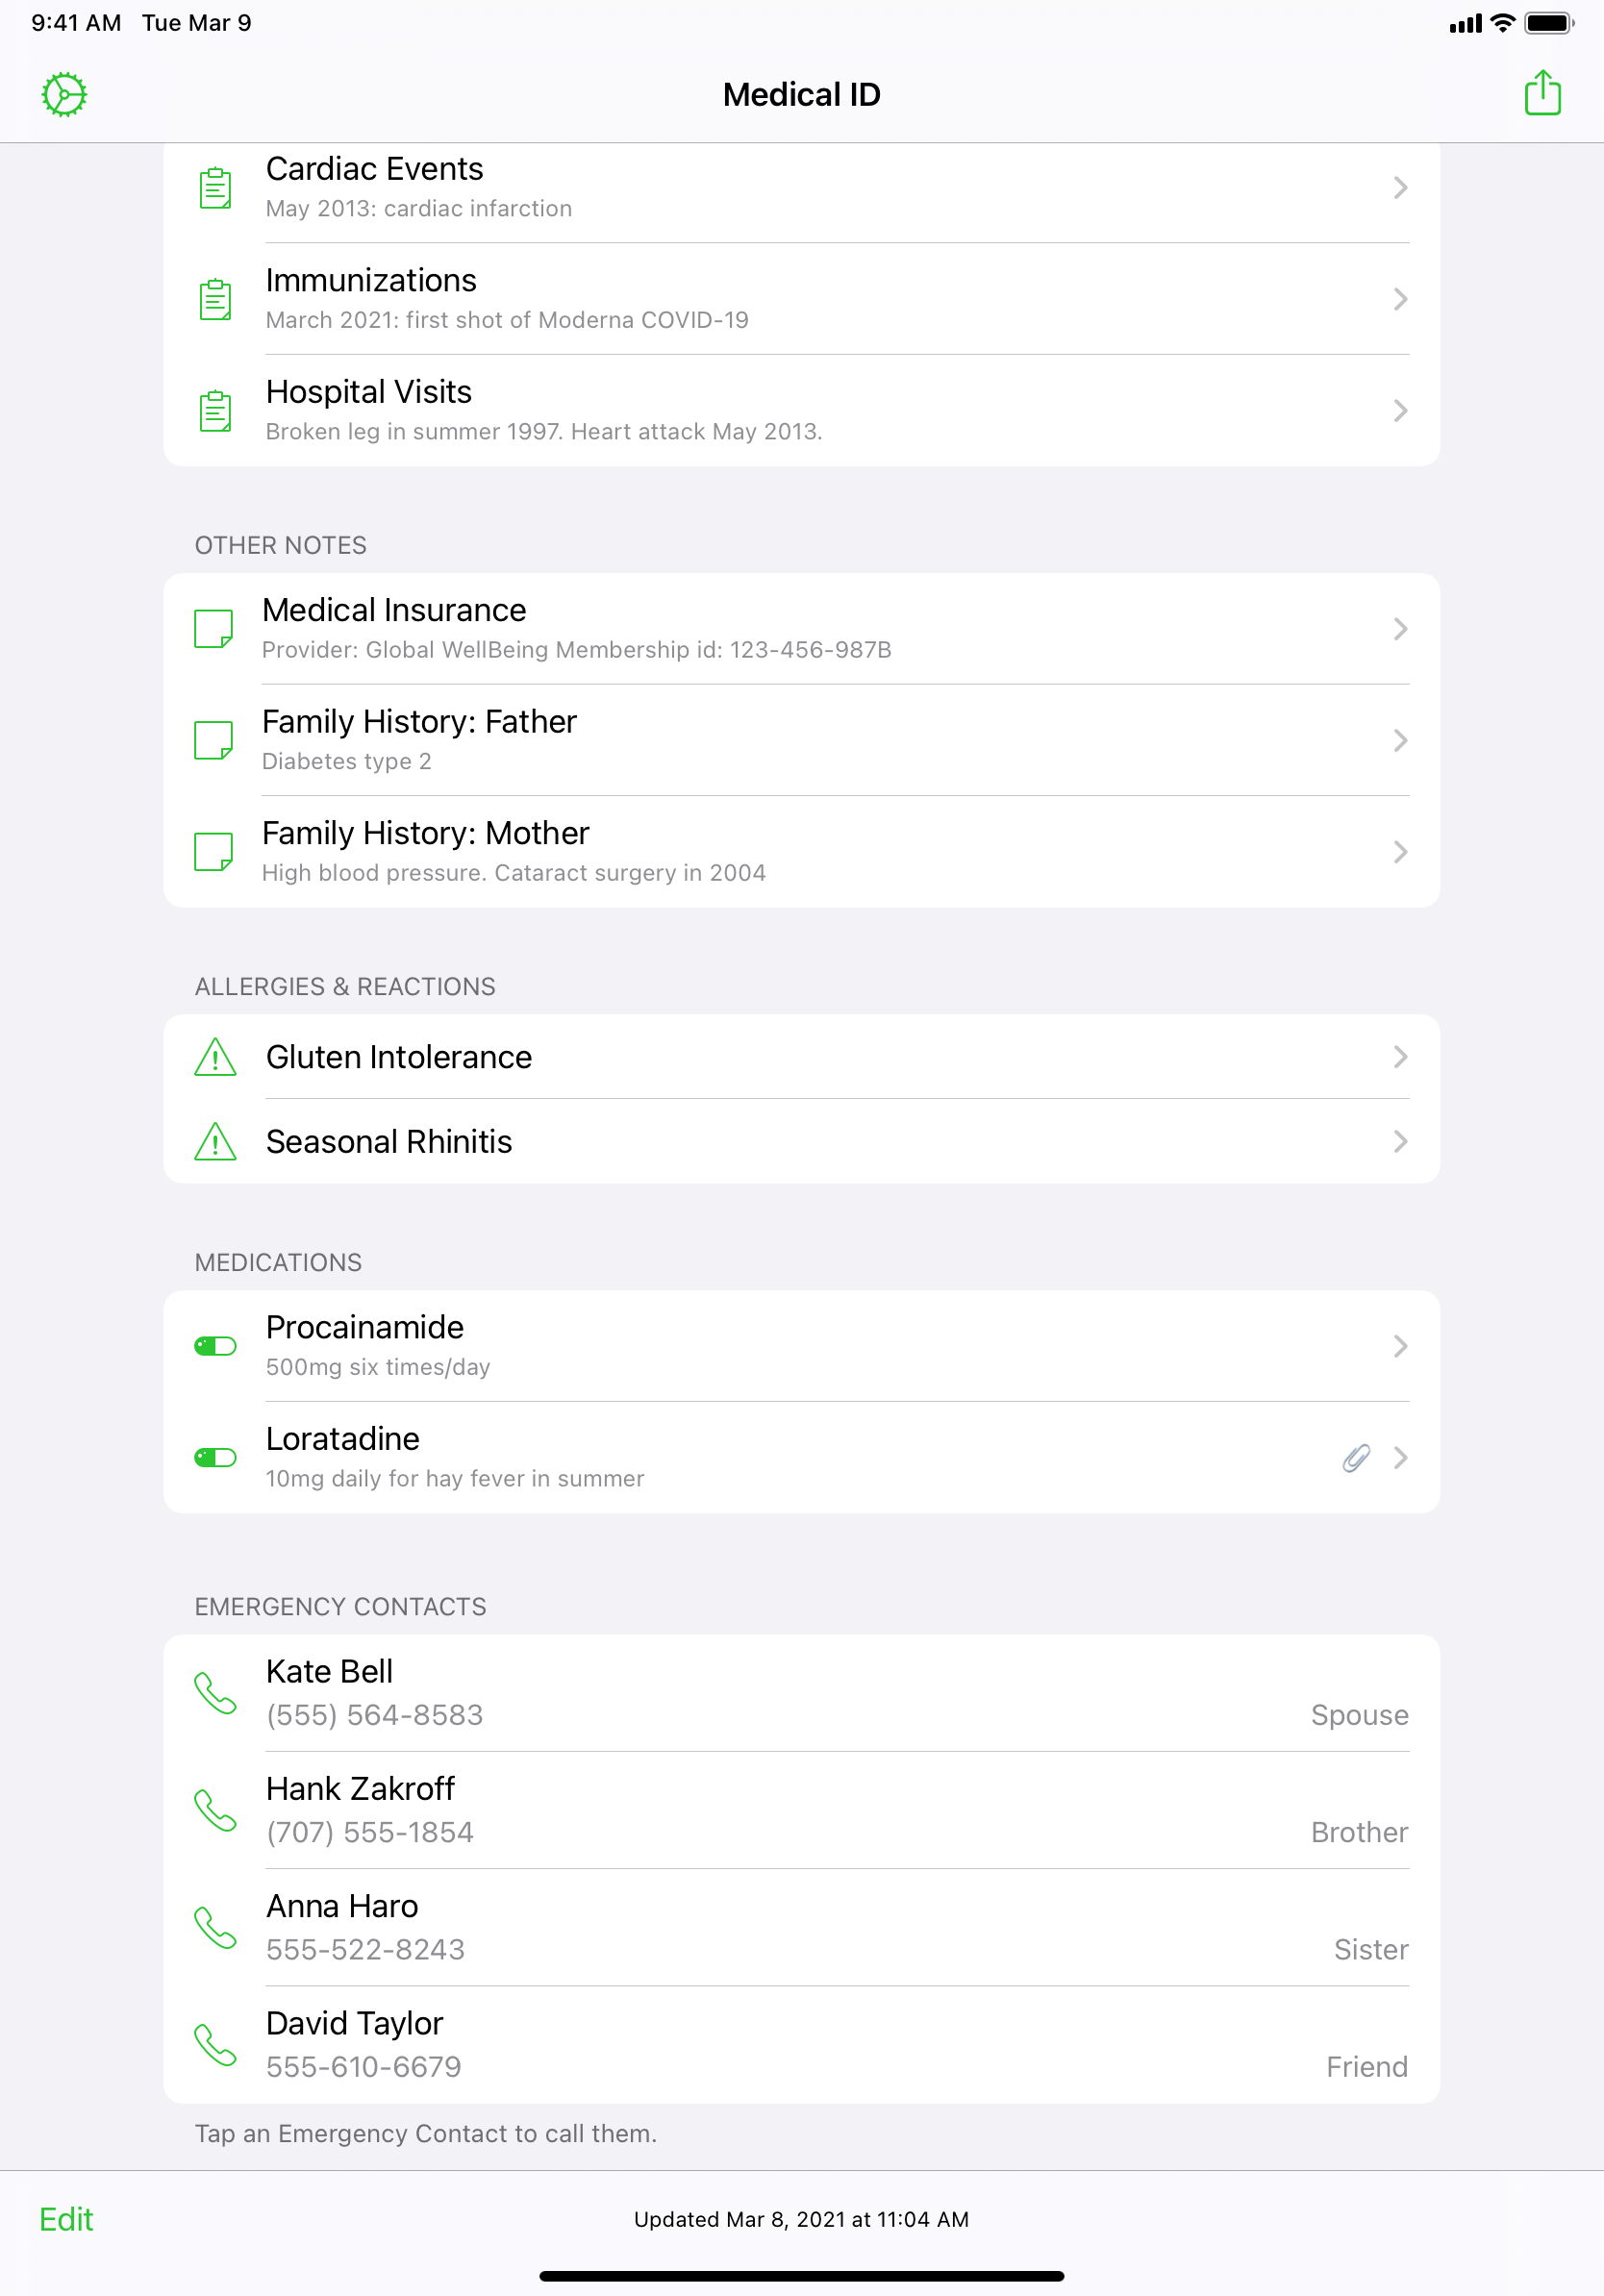 9:41 AM Tue Mar 9
Medical ID
Cardiac Events
May 2013: cardiac infarction
Immunizations
March 2021: first shot of Moderna COVID-19
Hospital Visits
Broken leg in summer 1997. Heart attack May 2013.
OTHER NOTES
Medical Insurance
Provider: Global WellBeing Membership id: 123-456-987B
Family History: Father
Diabetes type 2
Family History: Mother
High blood pressure. Cataract surgery in 2004
ALLERGIES & REACTIONS
Gluten Intolerance
Seasonal Rhinitis
MEDICATIONS
Procainamide
500mg six times/day
Loratadine
10mg daily for hay fever in summer
EMERGENCY CONTACTS
Kate Bell
(555) 564-8583 Spouse
Hank Zakroff
(707) 555-1854 Brother
Anna Haro
555-522-8243 Sister
David Taylor
555-610-6679 Friend
Tap an Emergency Contact to call them.
Edit Updated Mar 8, 2021 at 11:04 AM